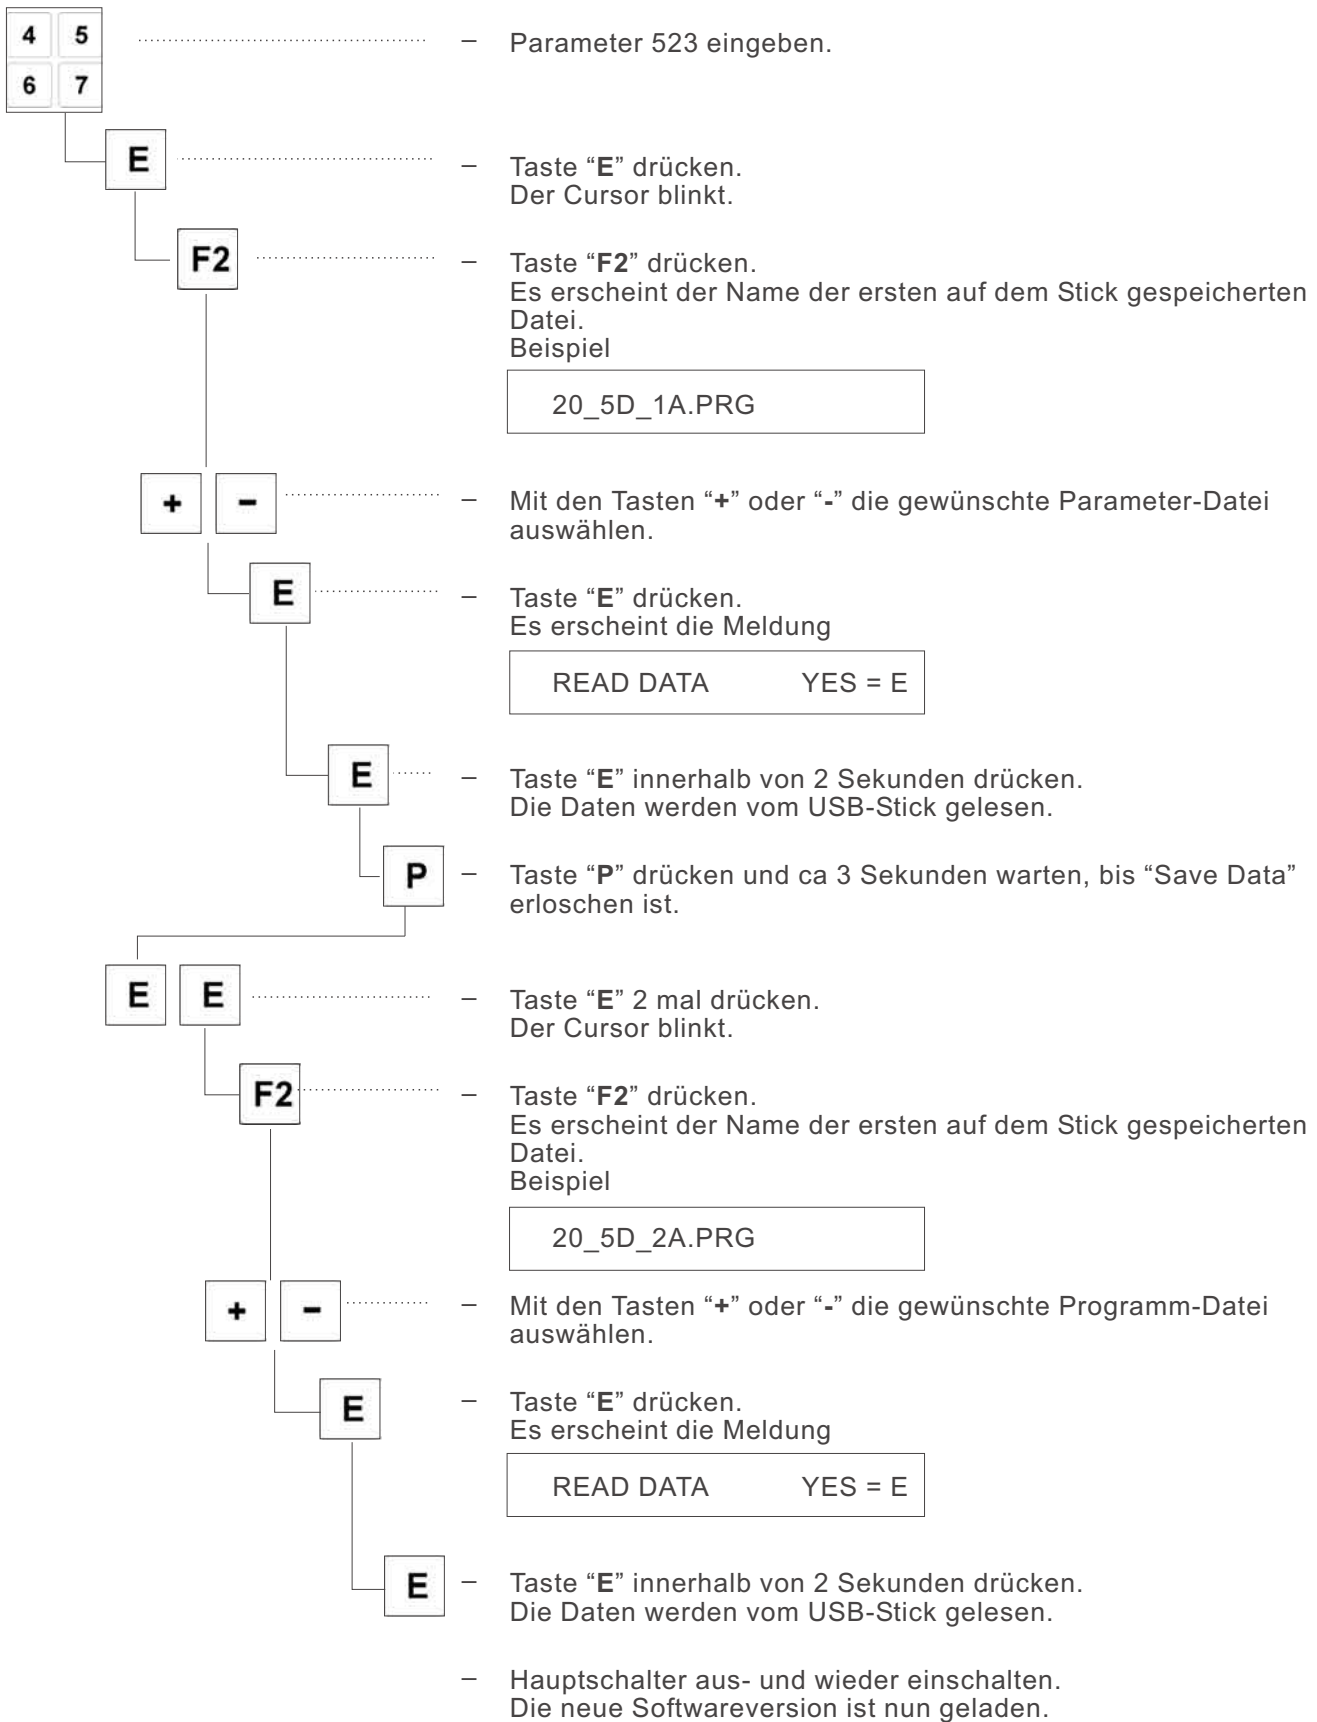 4 5
6 7
– Parameter 523 eingeben.
E – Taste “E” drücken.
Der Cursor blinkt.
F2 – Taste “F2” drücken.
Es erscheint der Name der ersten auf dem Stick gespeicherten
Datei.
Beispiel
20_5D_1A.PRG
+ - – Mit den Tasten “+” oder “-” die gewünschte Parameter-Datei
auswählen.
E – Taste “E” drücken.
Es erscheint die Meldung
READ DATA YES = E
E – Taste “E” innerhalb von 2 Sekunden drücken.
Die Daten werden vom USB-Stick gelesen.
P – Taste “P” drücken und ca 3 Sekunden warten, bis “Save Data”
erloschen ist.
E E – Taste “E” 2 mal drücken.
Der Cursor blinkt.
F2 – Taste “F2” drücken.
Es erscheint der Name der ersten auf dem Stick gespeicherten
Datei.
Beispiel
20_5D_2A.PRG
+ - – Mit den Tasten “+” oder “-” die gewünschte Programm-Datei
auswählen.
E – Taste “E” drücken.
Es erscheint die Meldung
READ DATA YES = E
E – Taste “E” innerhalb von 2 Sekunden drücken.
Die Daten werden vom USB-Stick gelesen.
– Hauptschalter aus- und wieder einschalten.
Die neue Softwareversion ist nun geladen.